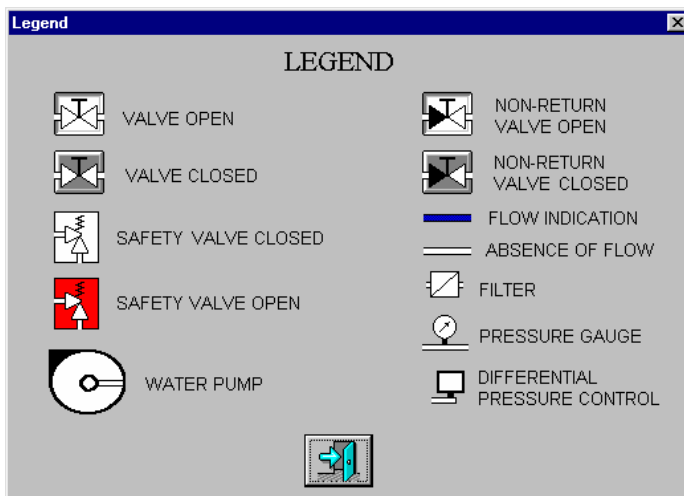 Legend
LEGEND
VALVE OPEN
VALVE CLOSED
SAFETY VALVE CLOSED
SAFETY VALVE OPEN
WATER PUMP
NON-RETURN
VALVE OPEN
NON-RETURN
VALVE CLOSED
FLOW INDICATION
ABSENCE OF FLOW
FILTER
PRESSURE GAUGE
DIFFERENTIAL
PRESSURE CONTROL